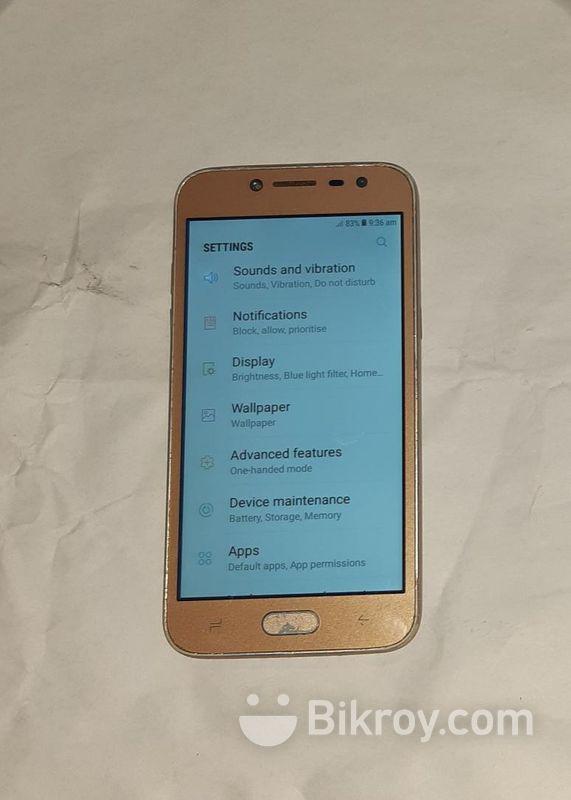 83% 9:36 am
SETTINGS
Sounds and vibration
Sounds, Vibration, Do not disturb
Notifications
Block, allow, prioritise
Display
Brightness, Blue light filter, Home...
Wallpaper
Wallpaper
Advanced features
One-handed mode
Device maintenance
Battery, Storage, Memory
Apps
Default apps, App permissions
Bikroy.com